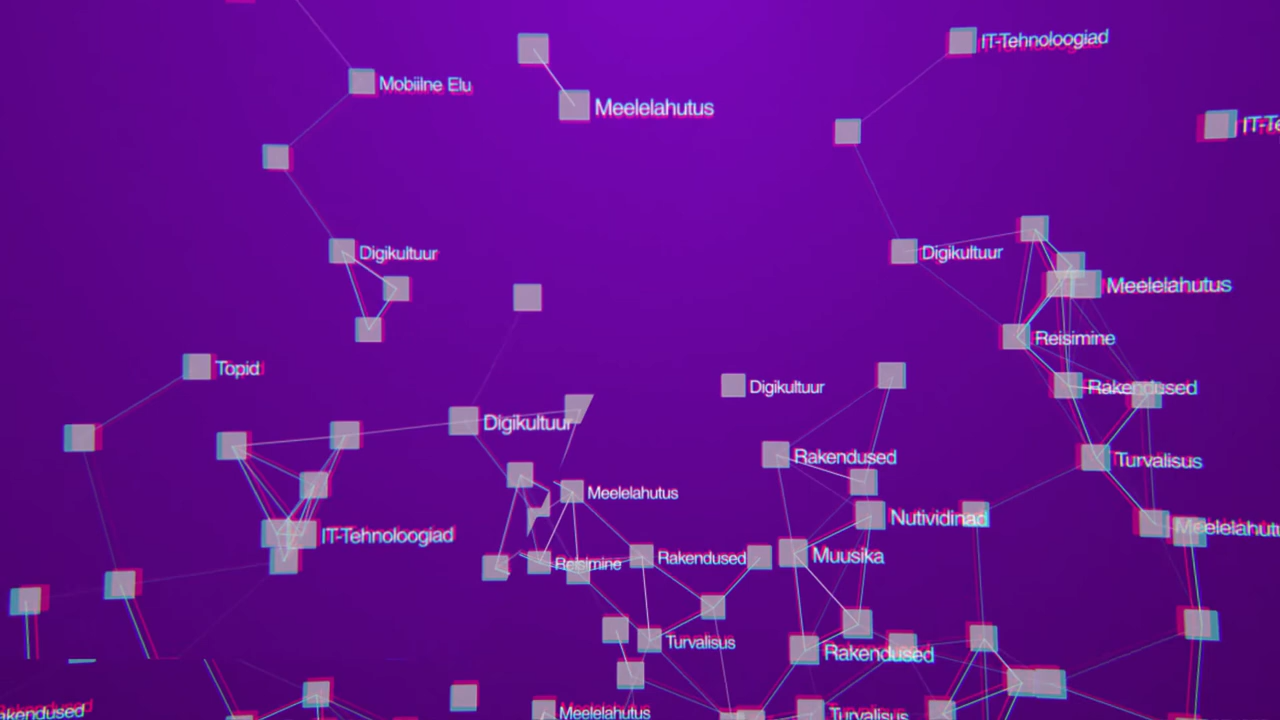 IT-Tehnoloogiad
Mobiilne Elu
Meelelahutus
Digikultuur
Digikultuur
Meelelahutus
Reisimine
Topid
Digikultuur
Rakendused
Digikultuur
Rakendused
Turvalisus
Meelelahutus
Nutividinad
IT-Tehnoloogiad
Muusika
Reisimine
Rakendused
Turvalisus
Rakendused
Meelelahutus
Turvalisus